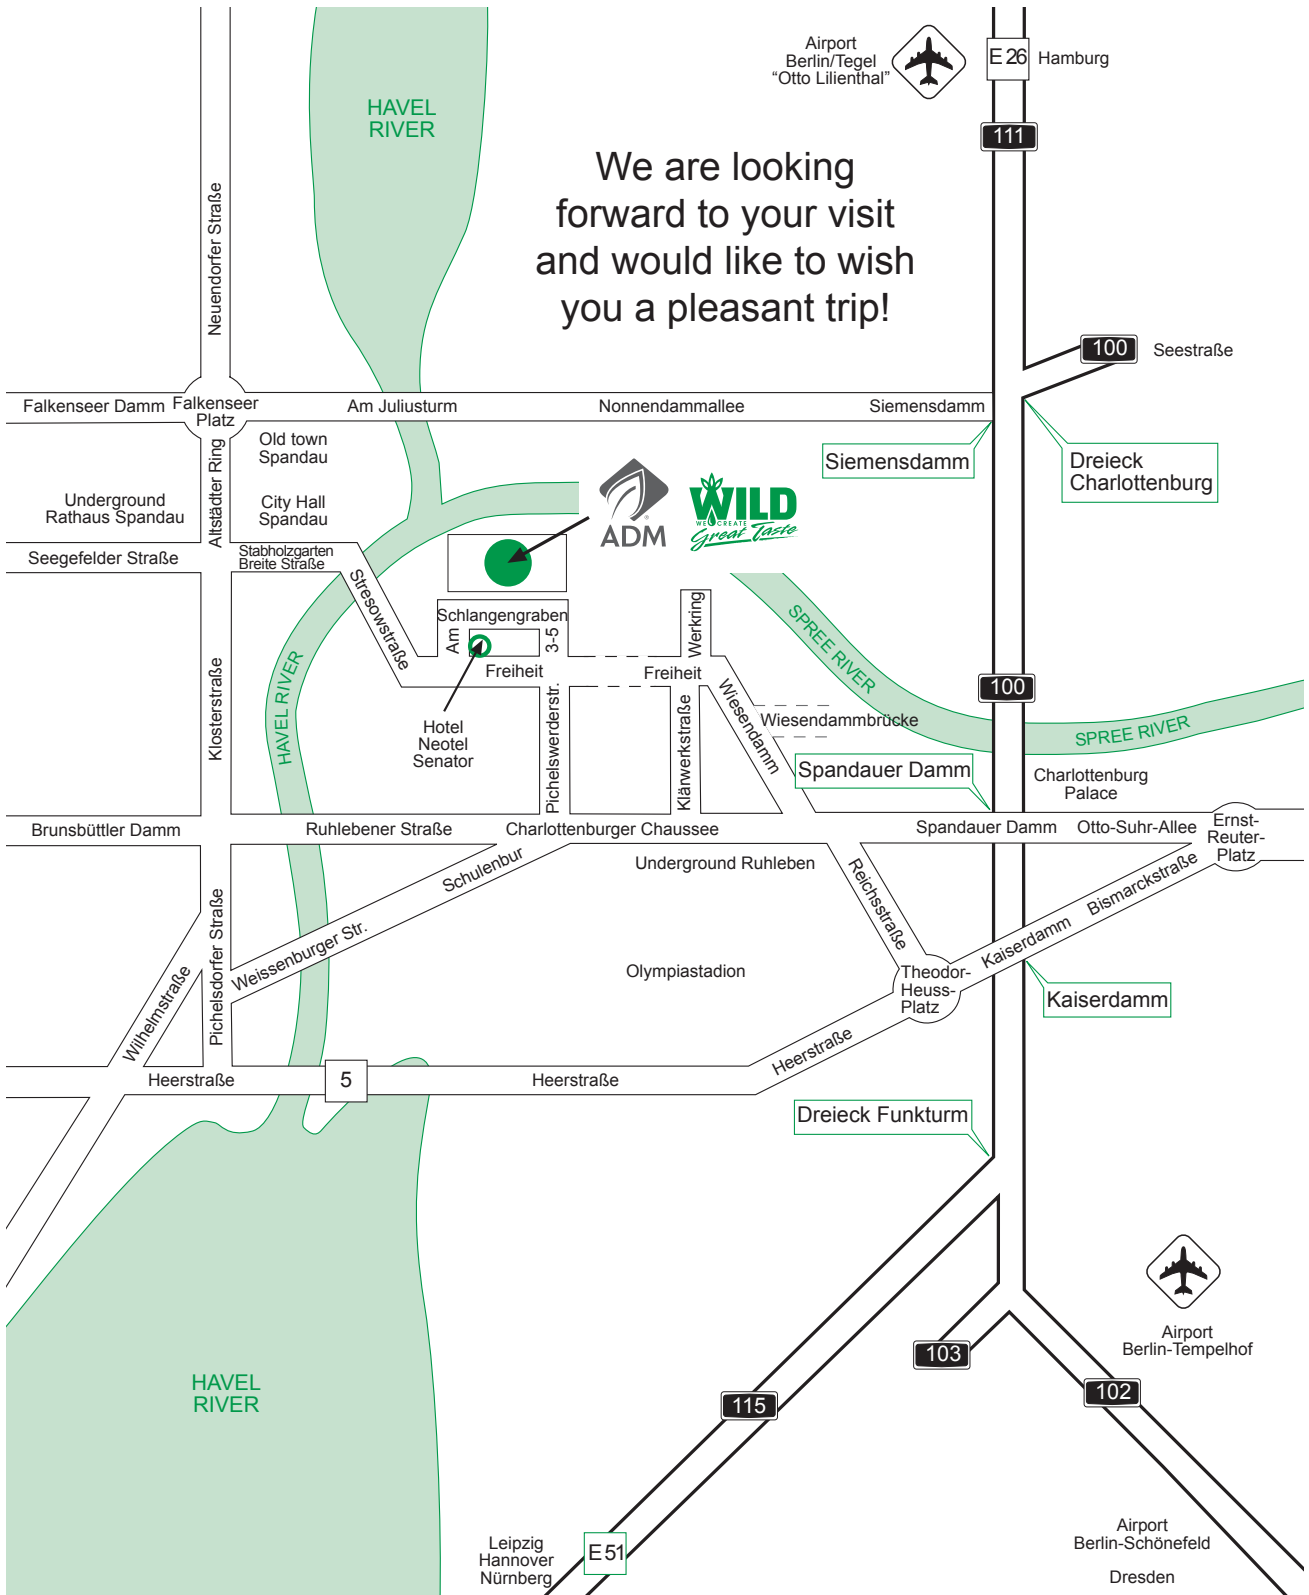 Airport
Berlin/Tegel
“Otto Lilienthal”
E 26
Hamburg
111
HAVEL
RIVER
We are looking
forward to your visit
and would like to wish
you a pleasant trip!
Neuendorfer Straße
100
Seestraße
Falkenseer Damm
Falkenseer
Platz
Am Juliusturm
Nonnendammallee
Siemensdamm
Siemensdamm
Dreieck
Charlottenburg
Old town
Spandau
Altstädter Ring
Underground
Rathaus Spandau
City Hall
Spandau
ADM
WILD
WE CREATE
Great Taste
Seegefelder Straße
Stabholzgarten
Breite Straße
Stresowstraße
Schlangengraben
Am
3-5
Werkring
Freiheit
Freiheit
Klosterstraße
HAVEL RIVER
SPREE RIVER
100
SPREE RIVER
Hotel
Neotel
Senator
Pichelswerderstr.
Klärwerkstraße
Wiesendamm
Wiesendammbrücke
Spandauer Damm
Charlottenburg
Palace
Brunsbüttler Damm
Ruhlebener Straße
Charlottenburger Chaussee
Spandauer Damm
Otto-Suhr-Allee
Ernst-
Reuter-
Platz
Schulenbur
Underground Ruhleben
Reichsstraße
Bismarckstraße
Weissenburger Str.
Kaiserdamm
Pichelsdorfer Straße
Wilhelmstraße
Olympiastadion
Theodor-
Heuss-
Platz
Kaiserdamm
Heerstraße
Heerstraße
5
Heerstraße
Dreieck Funkturm
Airport
Berlin-Tempelhof
103
102
115
HAVEL
RIVER
Leipzig
Hannover
Nürnberg
E 51
Airport
Berlin-Schönefeld
Dresden